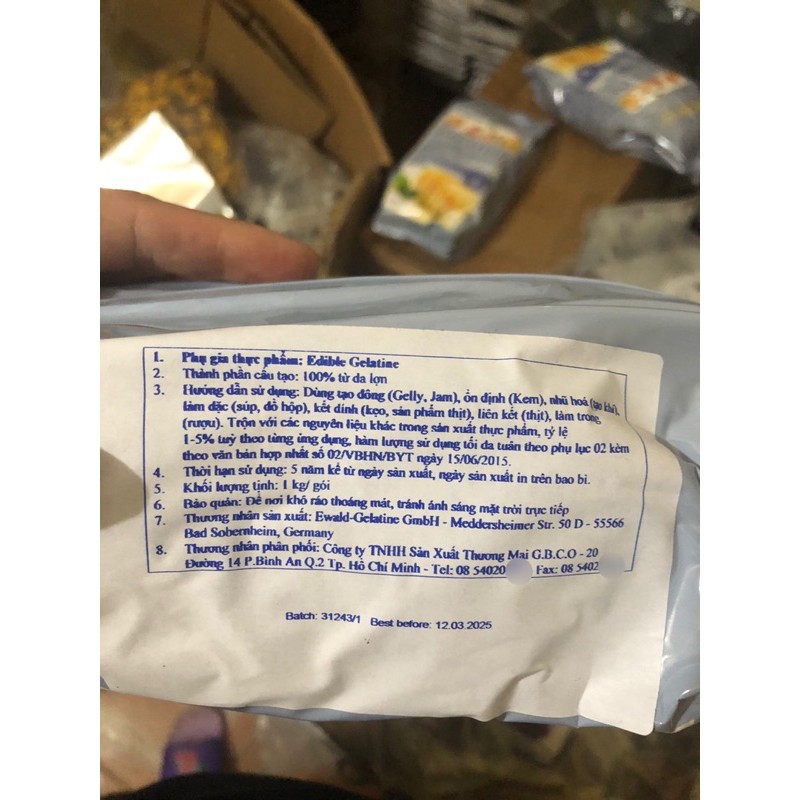 1. Phụ gia thực phẩm: Edible Gelatine
2. Thành phần cấu tạo: 100% từ da lợn
3. Hướng dẫn sử dụng: Dùng tạo đông (Gelly, Jam), ổn định (Kem), nhũ hoá (tạo khí),
làm đặc (súp, đồ hộp), kết dính (kẹo, sản phẩm thịt), liên kết (thịt), làm trong
(rượu). Trộn với các nguyên liệu khác trong sản xuất thực phẩm, tỷ lệ
1-5% tuỳ theo từng ứng dụng, hàm lượng sử dụng tối đa tuân theo phụ lục 02 kèm
theo văn bản hợp nhất số 02/VBHN/BYT ngày 15/06/2015.
4. Thời hạn sử dụng: 5 năm kể từ ngày sản xuất, ngày sản xuất in trên bao bì.
5. Khối lượng tịnh: 1 kg/ gói
6. Bảo quản: Để nơi khô ráo thoáng mát, tránh ánh sáng mặt trời trực tiếp
7. Thương nhân sản xuất: Ewald-Gelatine GmbH - Meddersheimer Str. 50 D - 55566
Bad Sobernheim, Germany
8. Thương nhân phân phối: Công ty TNHH Sản Xuất Thương Mại G.B.C.O - 20
Đường 14 P.Bình An Q.2 Tp. Hồ Chí Minh - Tel: 08 54020 Fax: 08 5402
Batch: 31243/1 Best before: 12.03.2025